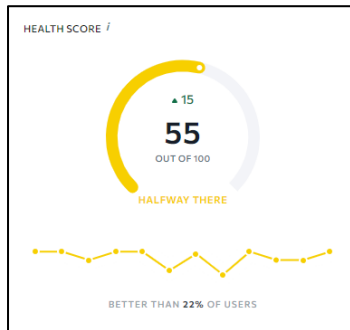 HEALTH SCORE i
▲ 15
55
OUT OF 100
HALFWAY THERE
BETTER THAN 22% OF USERS